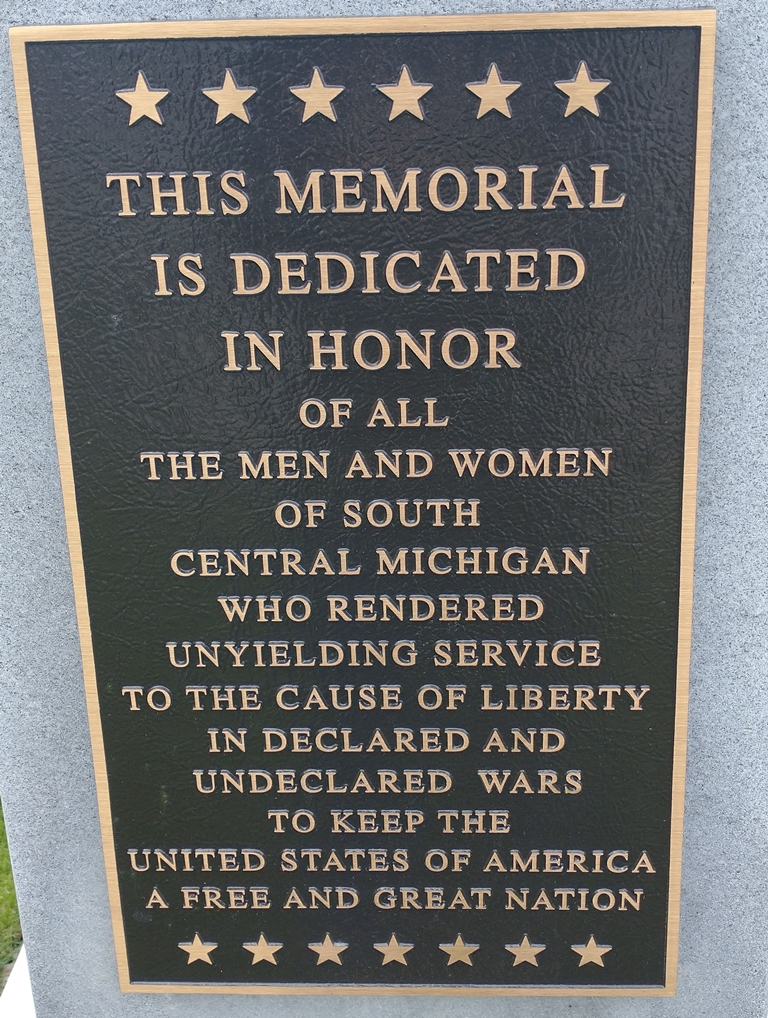 THIS MEMORIAL
IS DEDICATED
IN HONOR
OF ALL
THE MEN AND WOMEN
OF SOUTH
CENTRAL MICHIGAN
WHO RENDERED
UNYIELDING SERVICE
TO THE CAUSE OF LIBERTY
IN DECLARED AND
UNDECLARED WARS
TO KEEP THE
UNITED STATES OF AMERICA
A FREE AND GREAT NATION